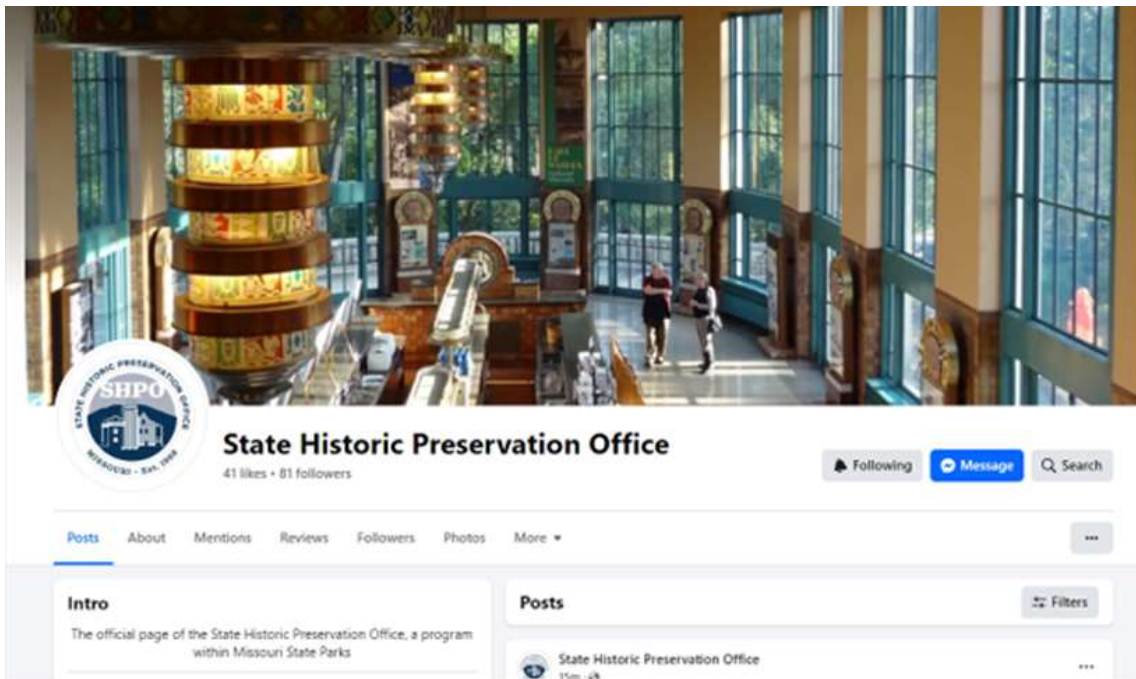 STATE HISTORIC PRESERVATION OFFICE
SHPO
MISSOURI - Est. 1968
State Historic Preservation Office
41 likes • 81 followers
Following
Message
Search
Posts
About
Mentions
Reviews
Followers
Photos
More
Intro
The official page of the State Historic Preservation Office, a program
within Missouri State Parks
Posts
Filters
State Historic Preservation Office
15m